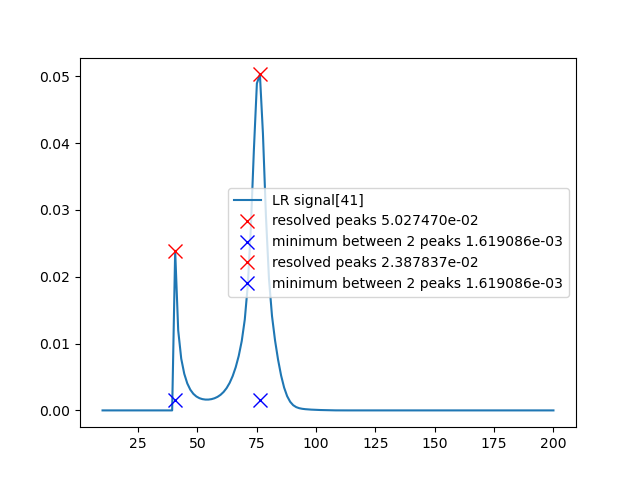 0.05
0.04
0.03
0.02
0.01
0.00
LR signal[41]
resolved peaks 5.027470e-02
minimum between 2 peaks 1.619086e-03
resolved peaks 2.387837e-02
minimum between 2 peaks 1.619086e-03
25 50 75 100 125 150 175 200